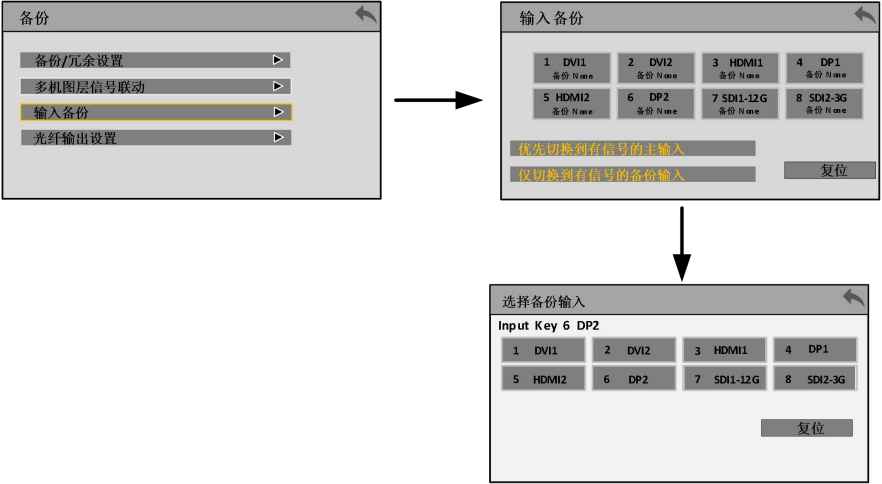 备份
备份/冗余设置
多机图层信号联动
输入备份
光纤输出设置
输入备份
1 DVI1 2 DVI2 3 HDMI1 4 DP1
备份 None 备份 None 备份 None 备份 None
5 HDMI2 6 DP2 7 SDI1-12G 8 SDI2-3G
备份 None 备份 None 备份 None 备份 None
优先切换到有信号的主输入
仅切换到有信号的备份输入
复位
选择备份输入
Input Key 6 DP2
1 DVI1 2 DVI2 3 HDMI1 4 DP1
5 HDMI2 6 DP2 7 SDI1-12G 8 SDI2-3G
复位